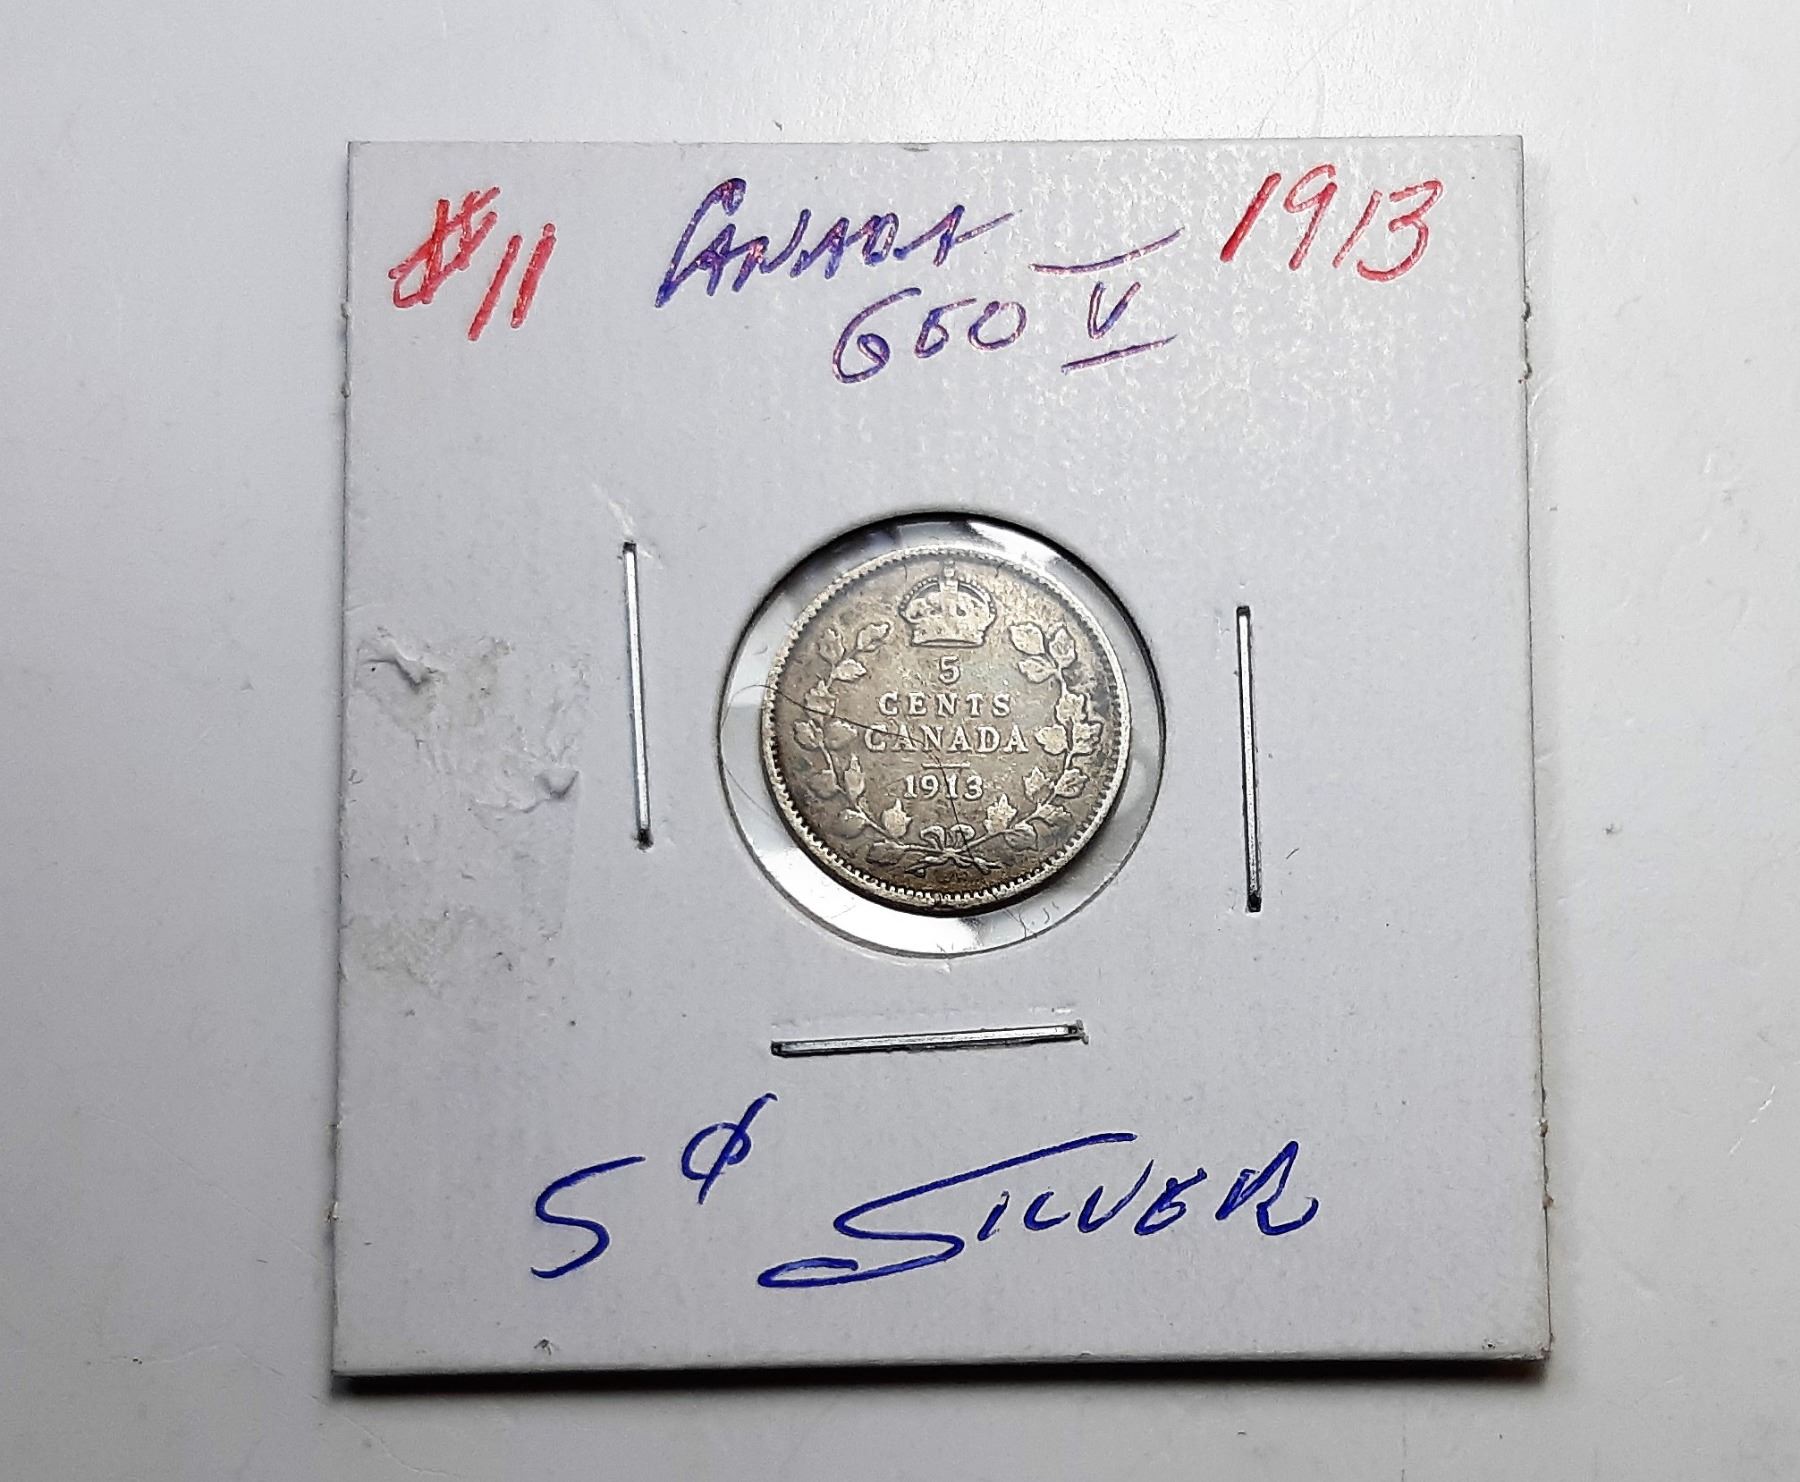 #11 CANADA — 1913
GEO V
5
CENTS
CANADA
1913
5¢ SILVER